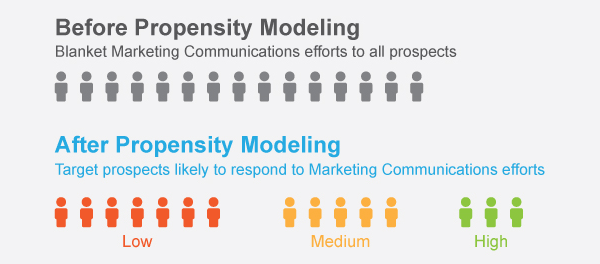 Before Propensity Modeling
Blanket Marketing Communications efforts to all prospects
After Propensity Modeling
Target prospects likely to respond to Marketing Communications efforts
Low
Medium
High